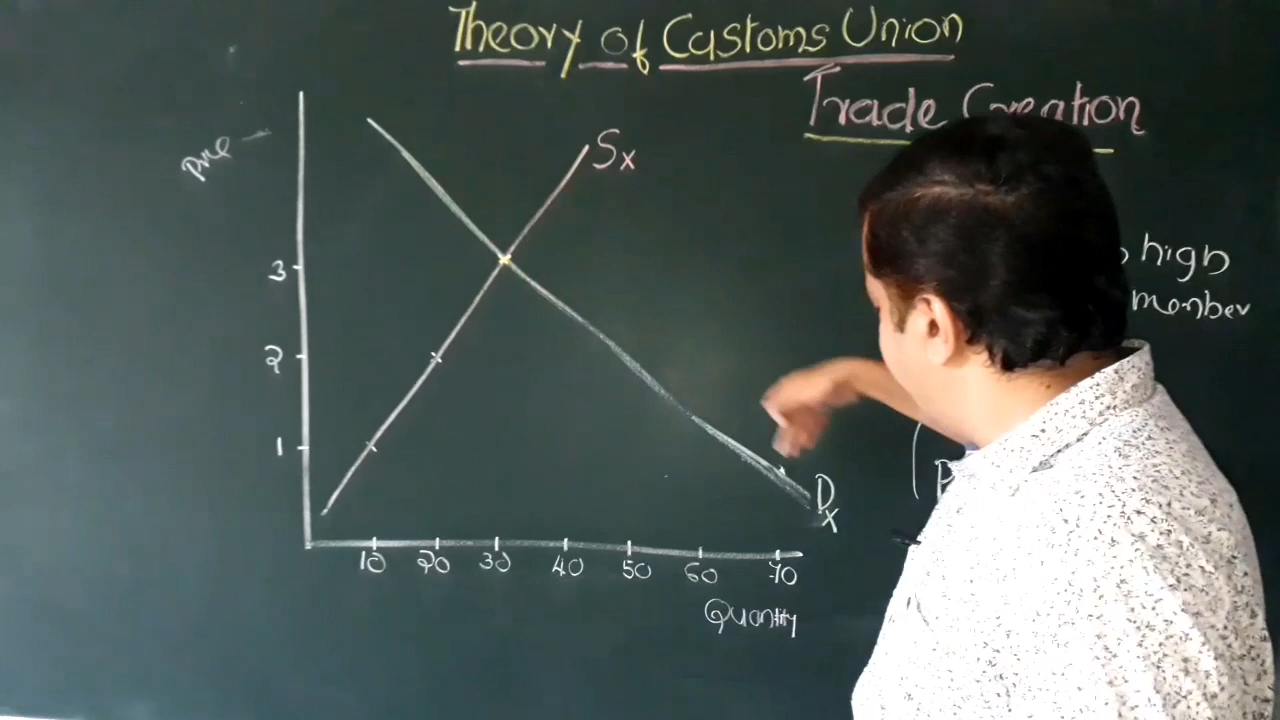 Theory of Customs Union
Trade Creation
Price
Sx
3
2
1
high
member
Dx
10 20 30 40 50 60 70
Quantity